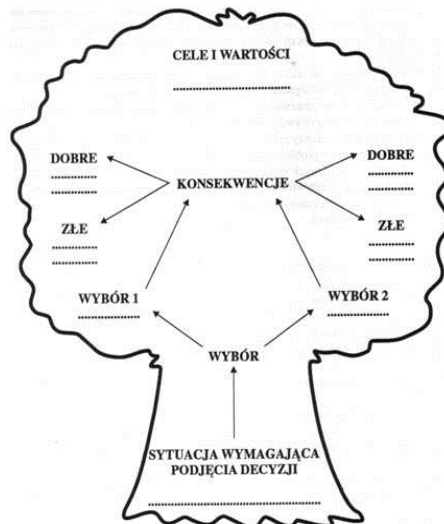 CELE I WARTOŚCI
................................
DOBRE
............
............
DOBRE
............
............
KONSEKWENCJE
ZŁE
............
............
ZŁE
............
............
WYBÓR 1
................
WYBÓR 2
................
WYBÓR
SYTUACJA WYMAGAJĄCA
PODJĘCIA DECYZJI
................................................